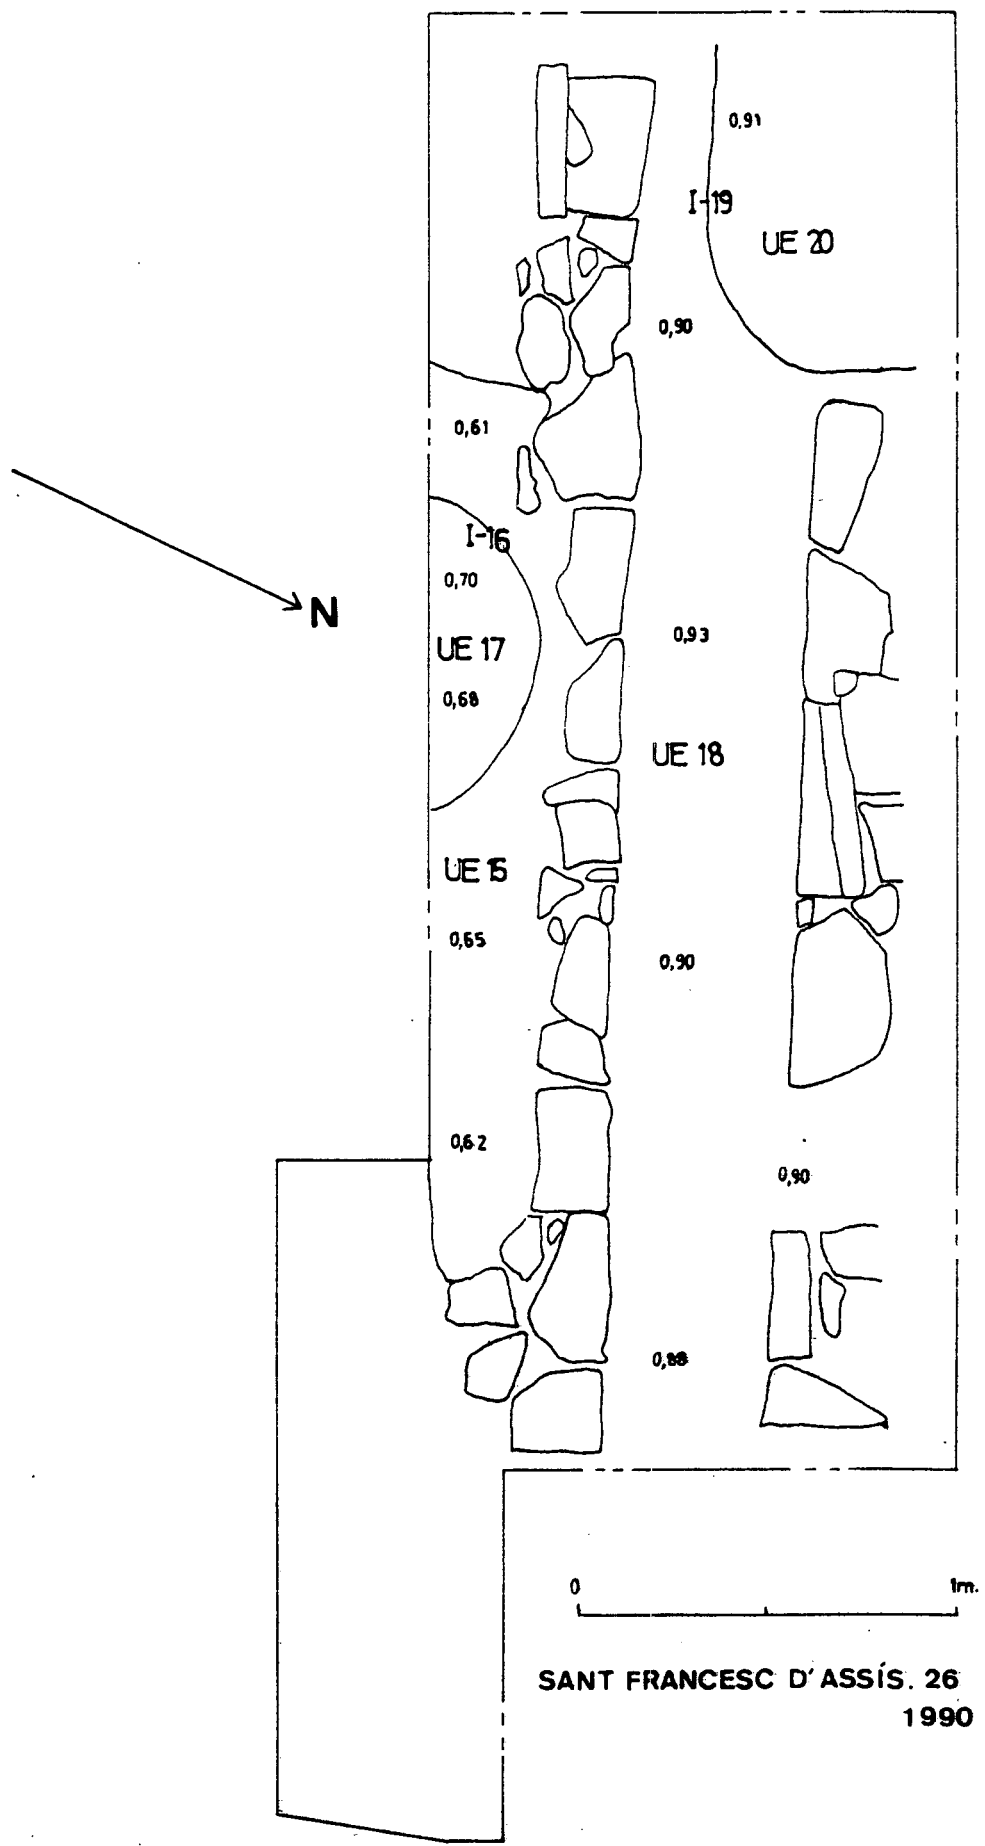 0,91
I-19
UE 20
0,90
0,61
I-16
0,70
N
0,93
UE 17
0,68
UE 18
UE 15
0,65
0,90
0,62
0,90
0,88
0 1m.
SANT FRANCESC D'ASSÍS. 26
1990